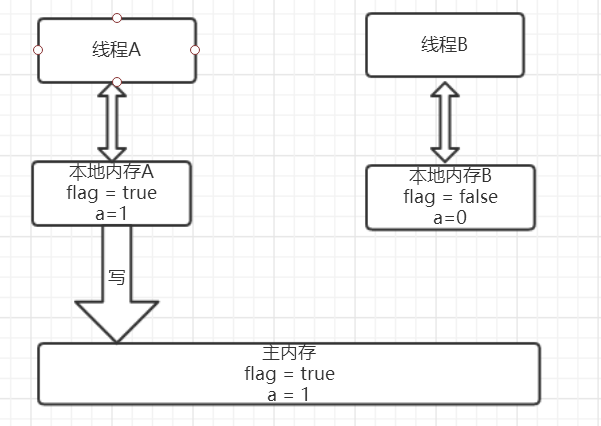 线程A
线程B
本地内存A
flag = true
a=1
本地内存B
flag = false
a=0
写
主内存
flag = true
a = 1